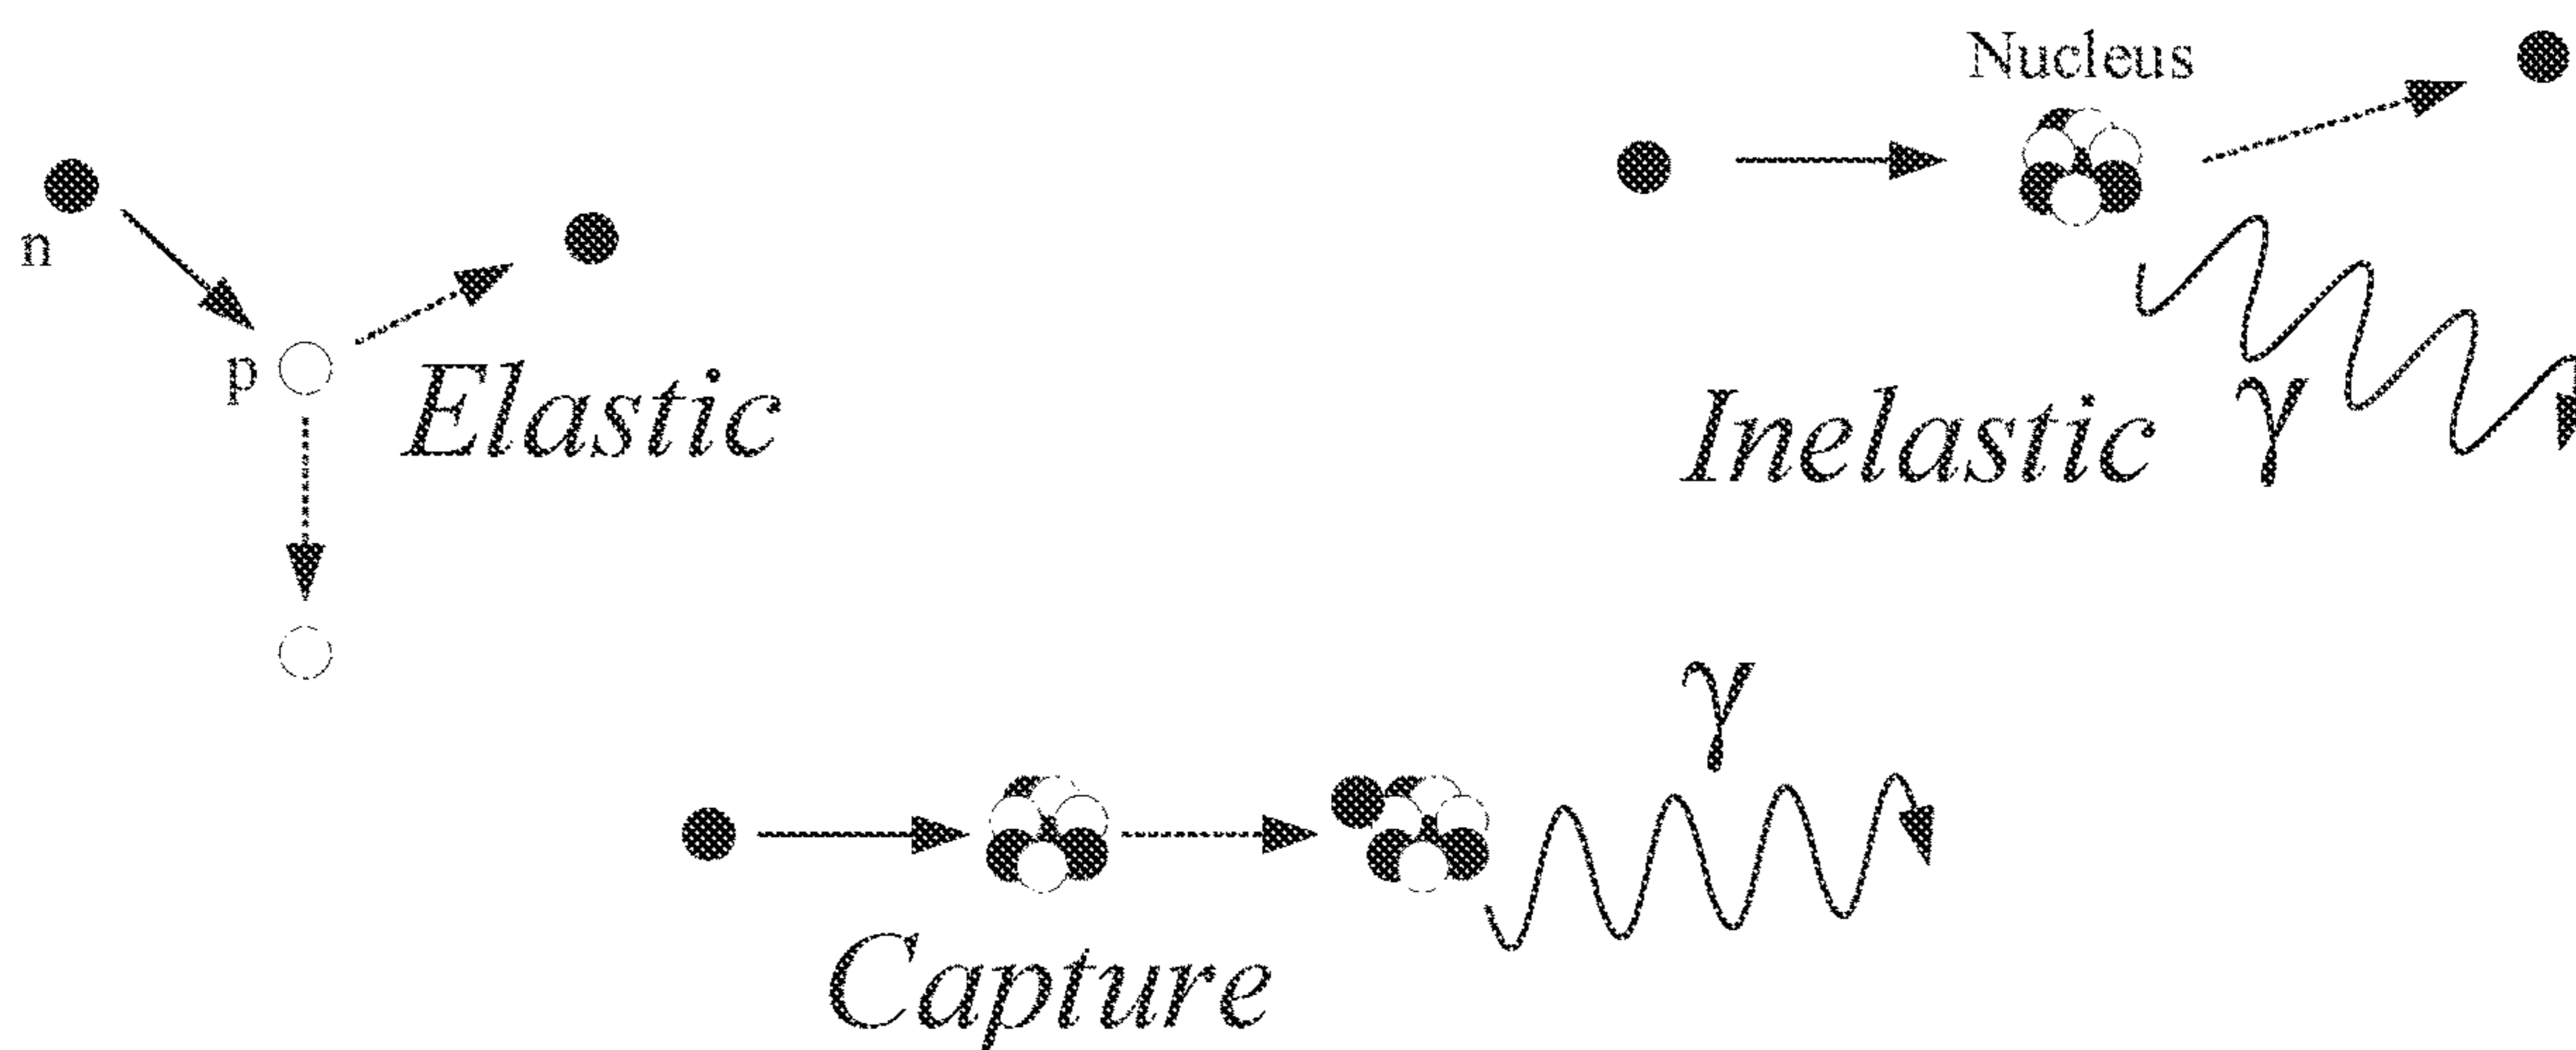 Nucleus
n
p
Elastic
Inelastic
γ
γ
Capture